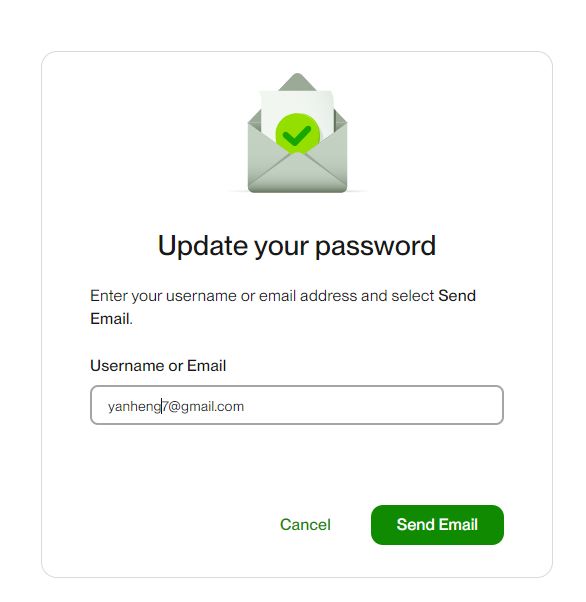 Update your password
Enter your username or email address and select Send
Email.
Username or Email
yanheng7@gmail.com
Cancel
Send Email